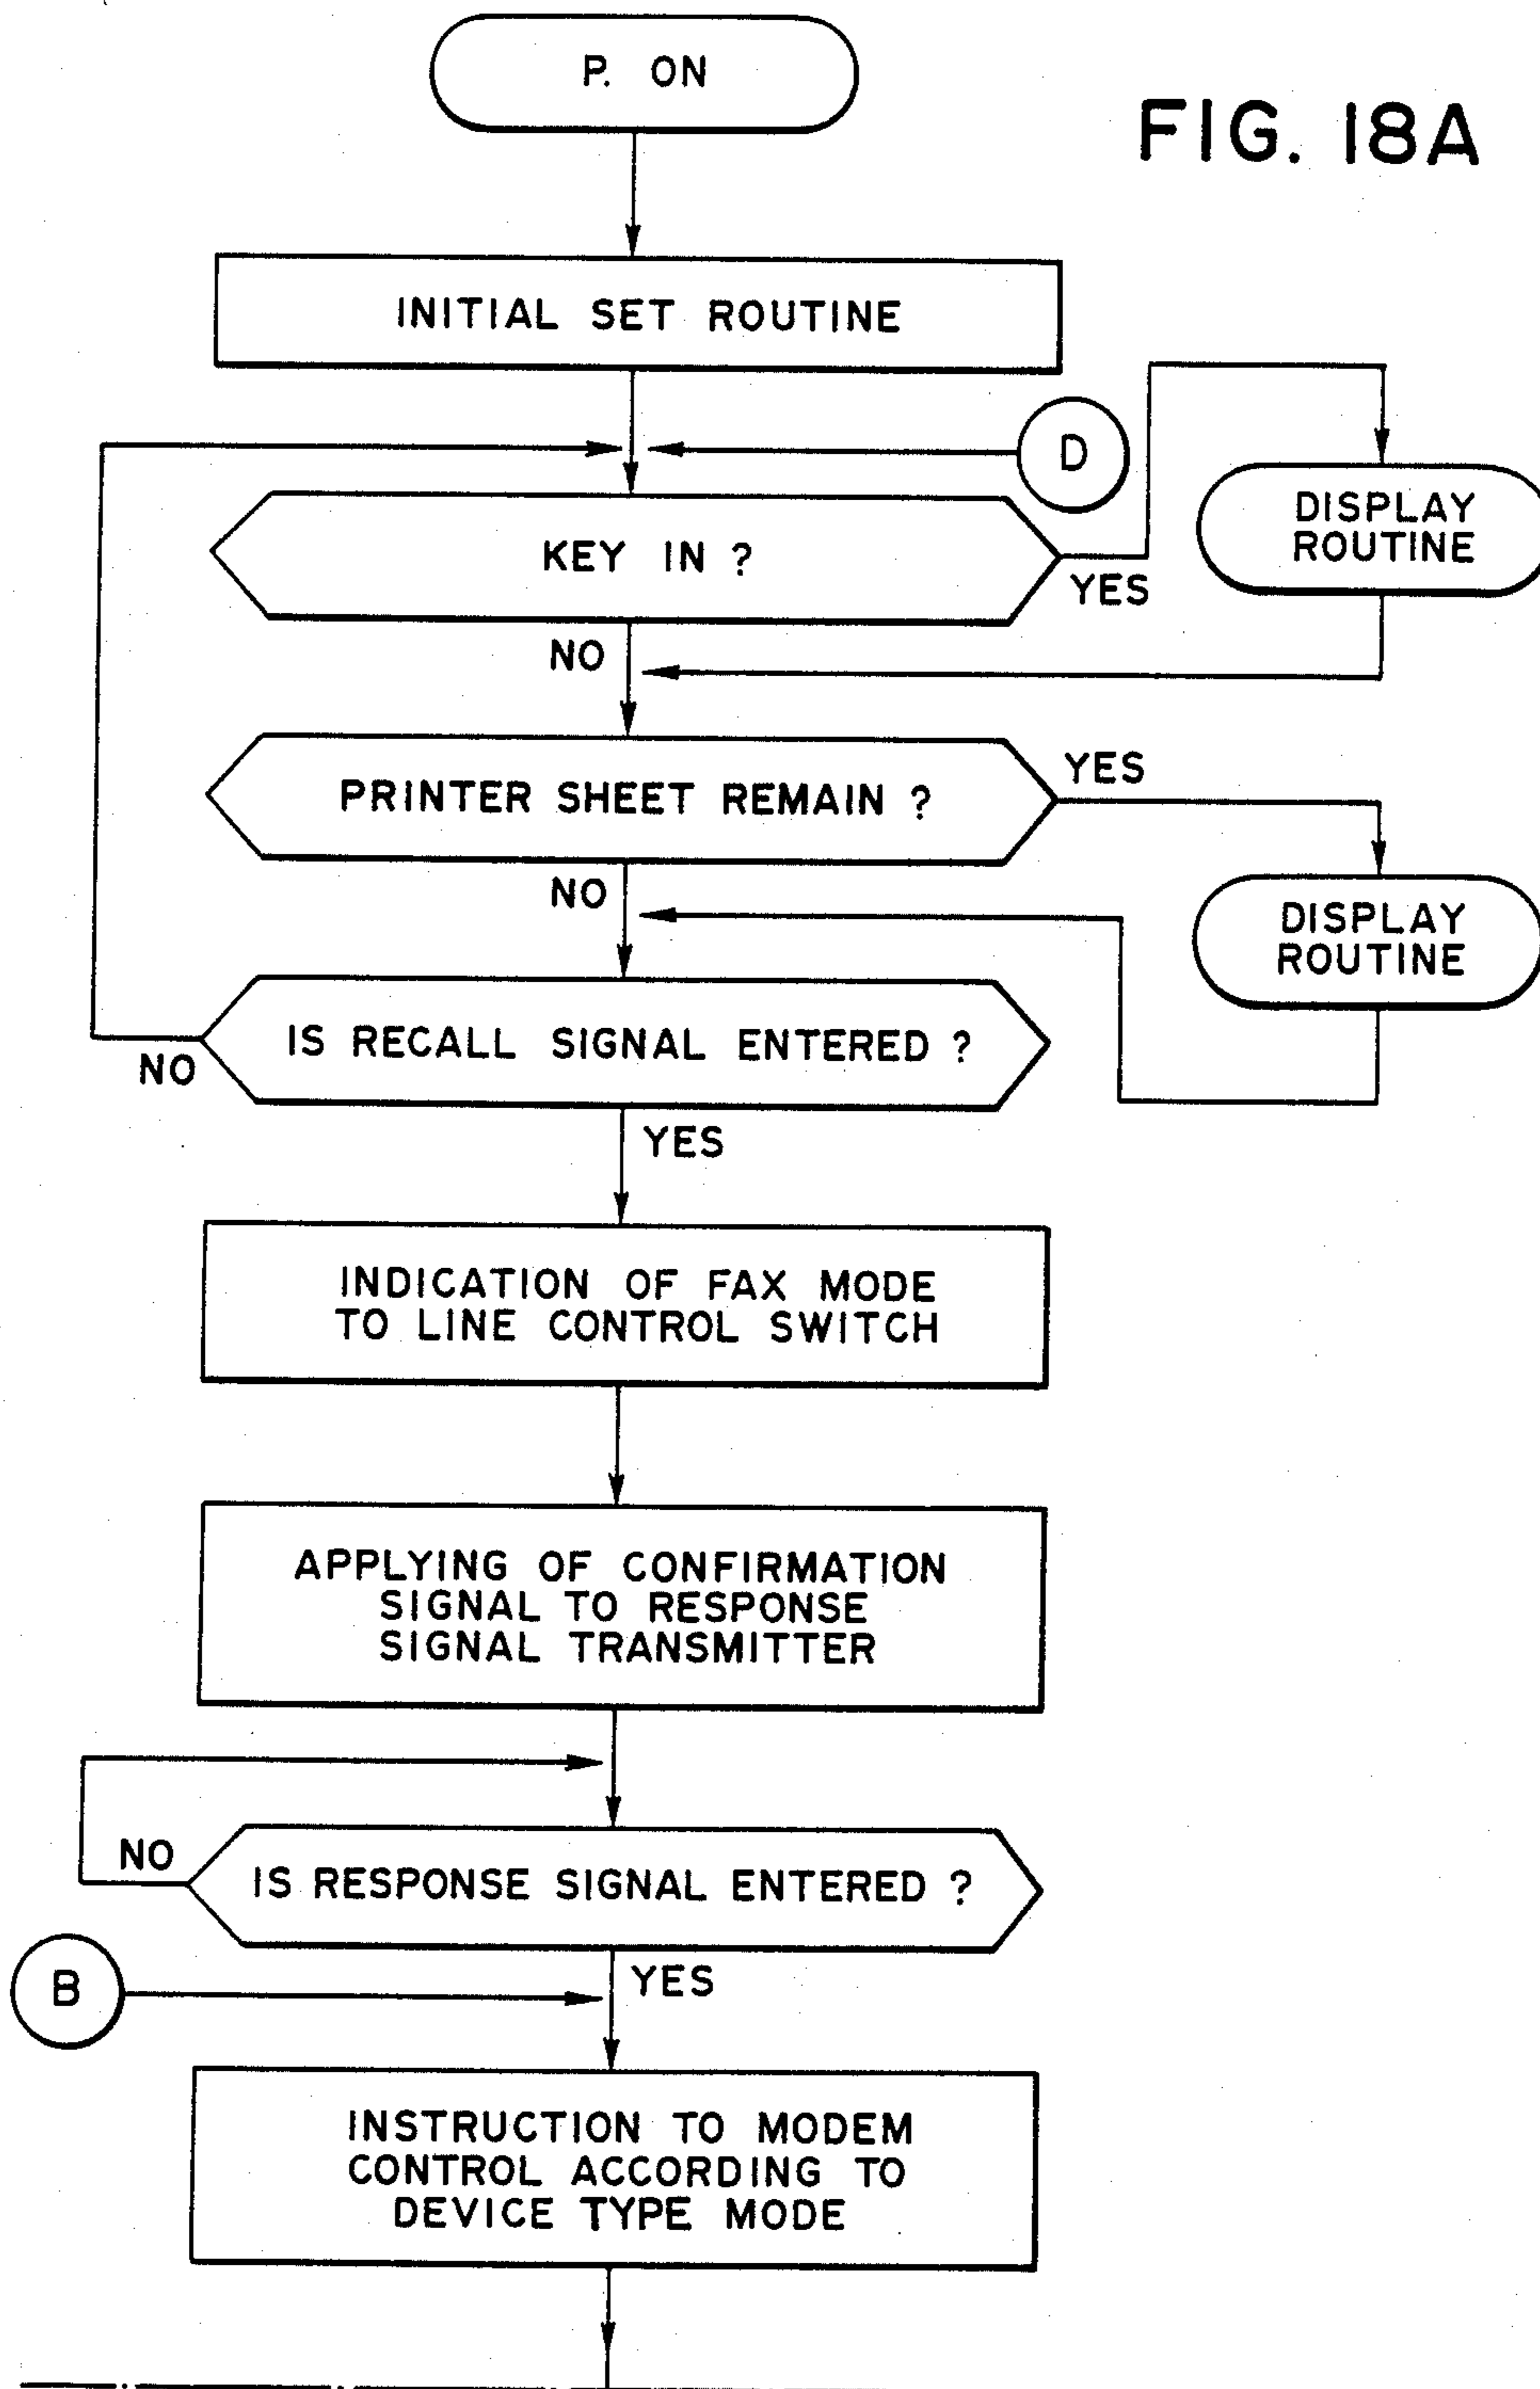 P. ON
FIG. 18A
INITIAL SET ROUTINE
D
DISPLAY
ROUTINE
KEY IN ?
YES
NO
PRINTER SHEET REMAIN ?
YES
NO
DISPLAY
ROUTINE
IS RECALL SIGNAL ENTERED ?
NO
YES
INDICATION OF FAX MODE
TO LINE CONTROL SWITCH
APPLYING OF CONFIRMATION
SIGNAL TO RESPONSE
SIGNAL TRANSMITTER
NO
IS RESPONSE SIGNAL ENTERED ?
B
YES
INSTRUCTION TO MODEM
CONTROL ACCORDING TO
DEVICE TYPE MODE